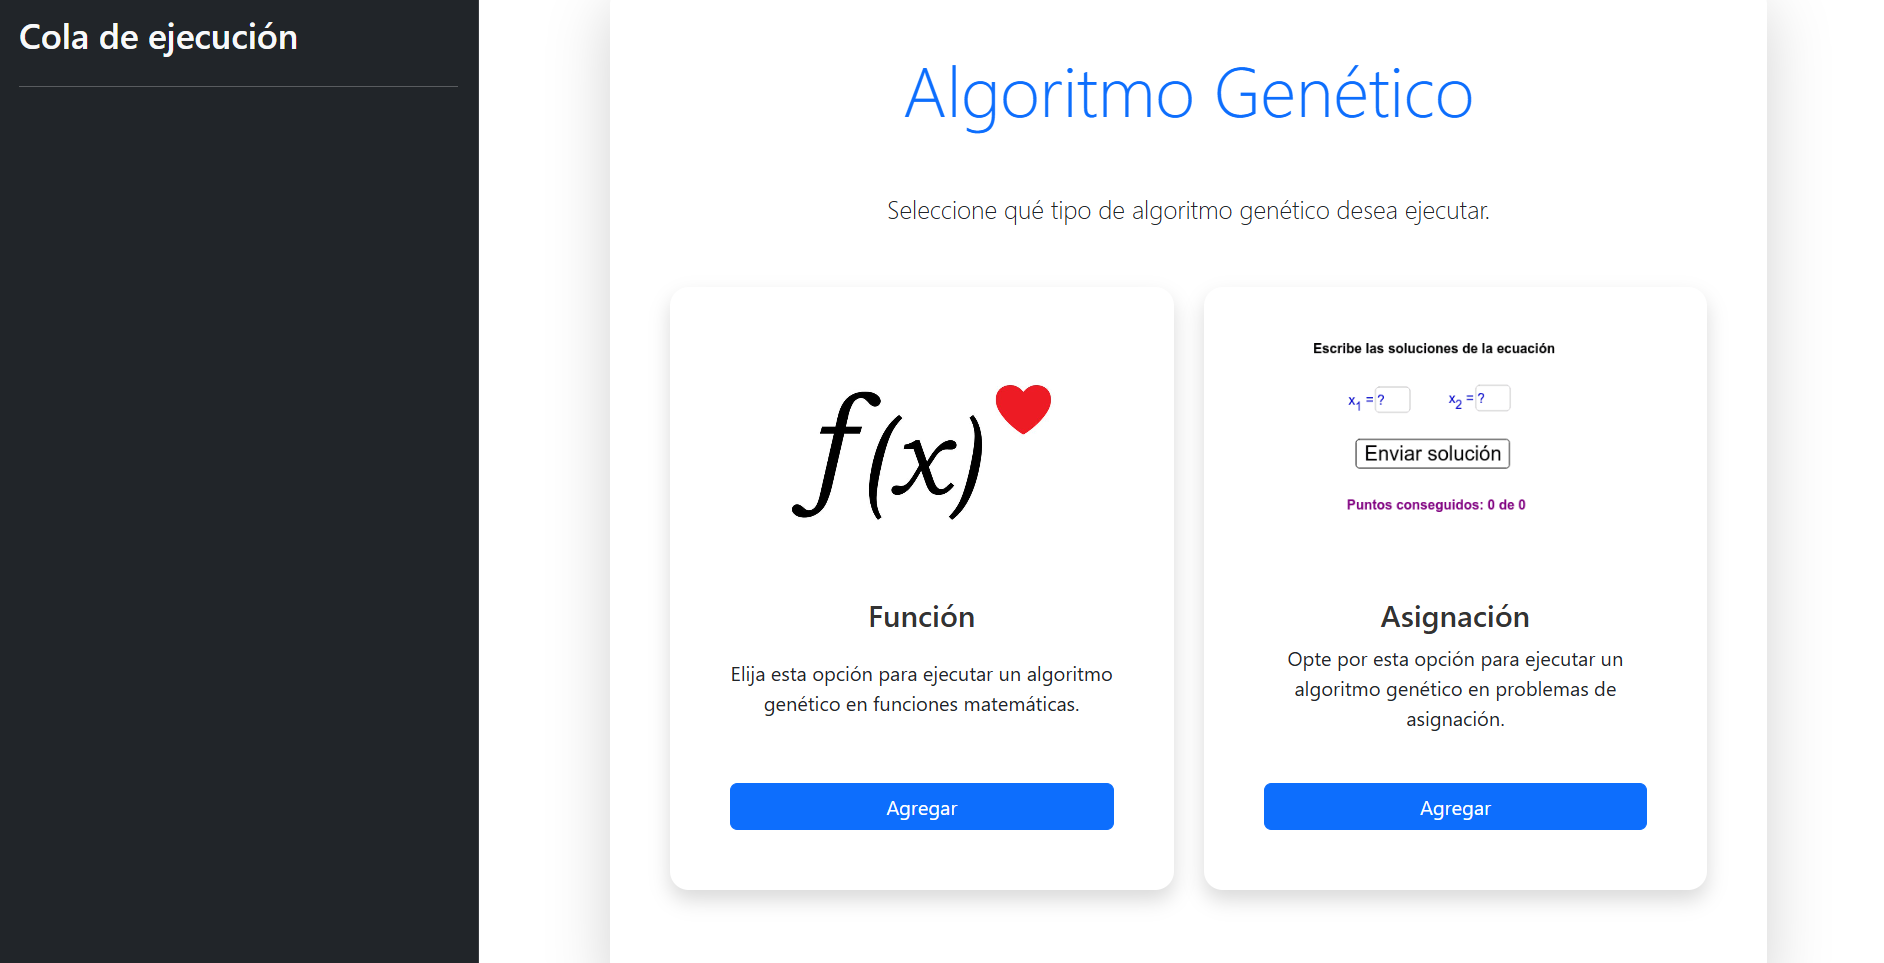 Cola de ejecución
Algoritmo Genético
Seleccione qué tipo de algoritmo genético desea ejecutar.
f(x)
Función
Elija esta opción para ejecutar un algoritmo
genético en funciones matemáticas.
Agregar
Escribe las soluciones de la ecuación
x1 = ? x2 = ?
Enviar solución
Puntos conseguidos: 0 de 0
Asignación
Opte por esta opción para ejecutar un
algoritmo genético en problemas de
asignación.
Agregar